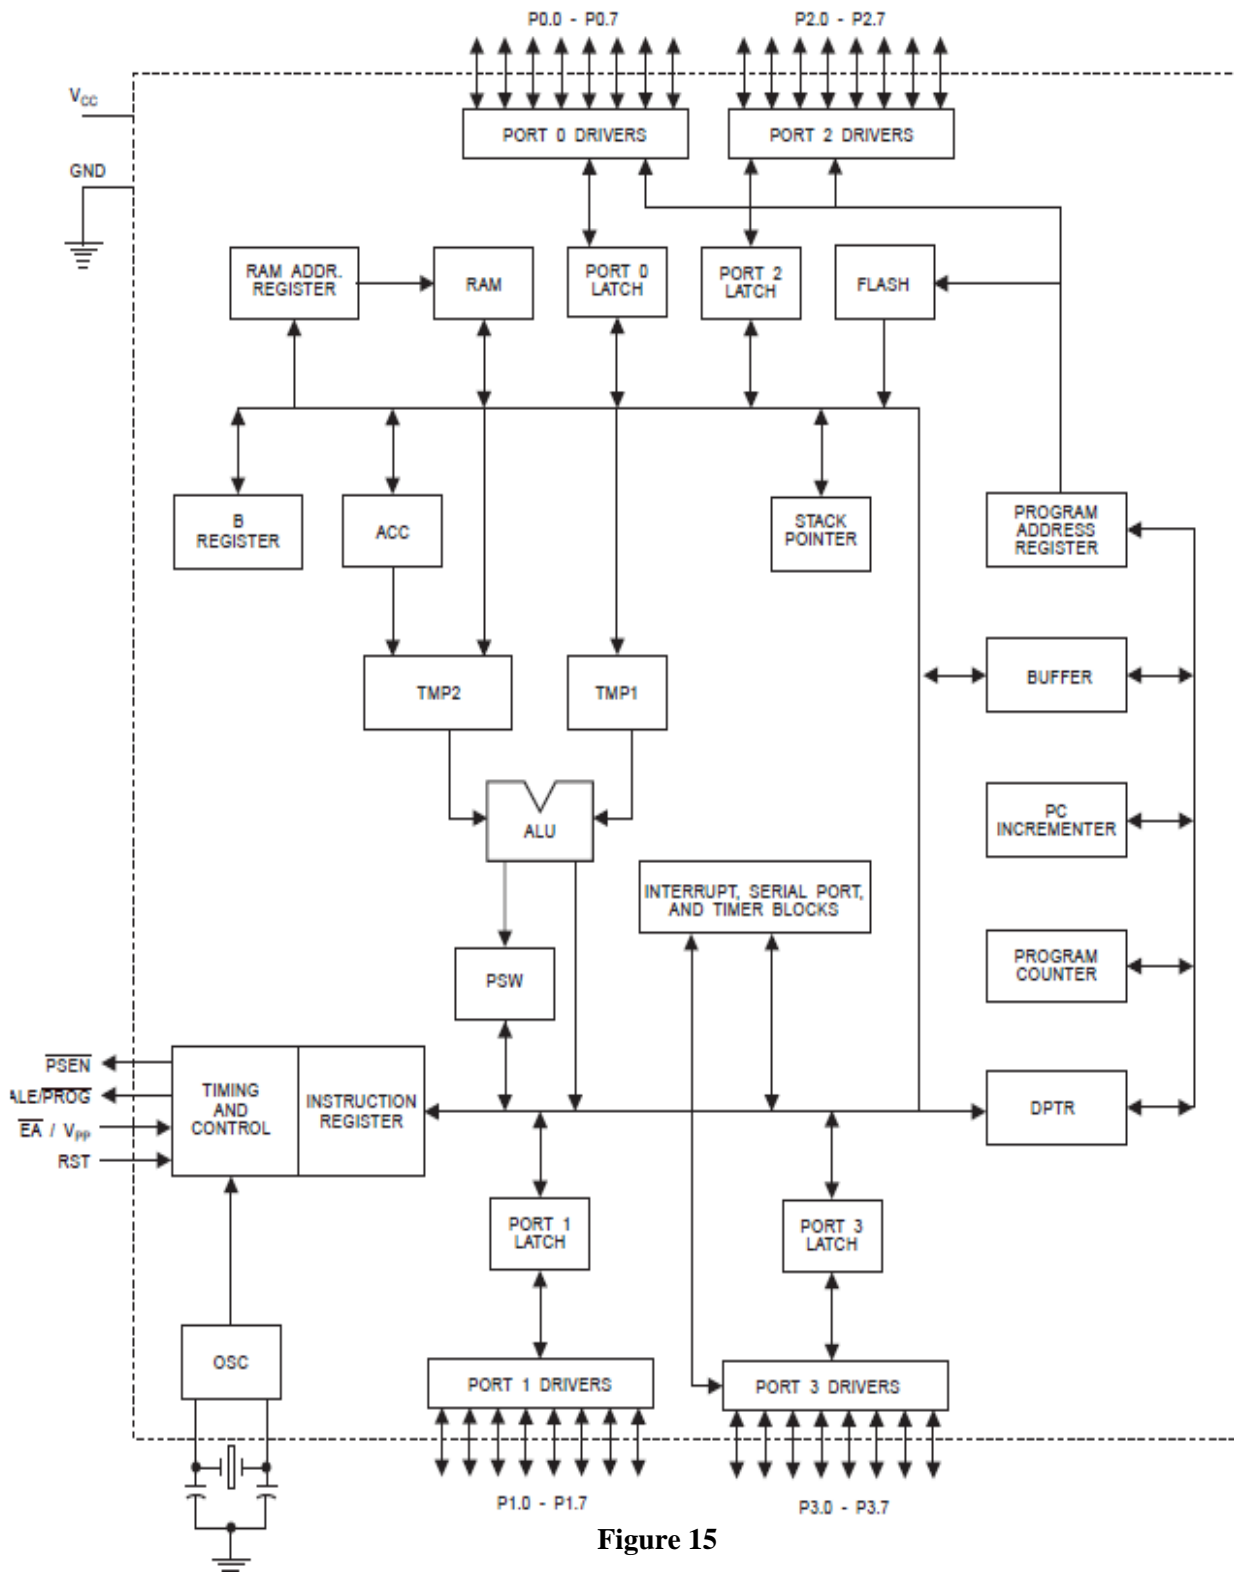 P0.0 - P0.7
P2.0 - P2.7
VCC
GND
PORT 0 DRIVERS
PORT 2 DRIVERS
RAM ADDR.
REGISTER
RAM
PORT 0
LATCH
PORT 2
LATCH
FLASH
B
REGISTER
ACC
STACK
POINTER
PROGRAM
ADDRESS
REGISTER
TMP2
TMP1
BUFFER
ALU
PC
INCREMENTER
INTERRUPT, SERIAL PORT,
AND TIMER BLOCKS
PSW
PROGRAM
COUNTER
PSEN
ALE/PROG
EA / VPP
RST
TIMING
AND
CONTROL
INSTRUCTION
REGISTER
DPTR
PORT 1
LATCH
PORT 3
LATCH
OSC
PORT 1 DRIVERS
PORT 3 DRIVERS
P1.0 - P1.7
P3.0 - P3.7
Figure 15